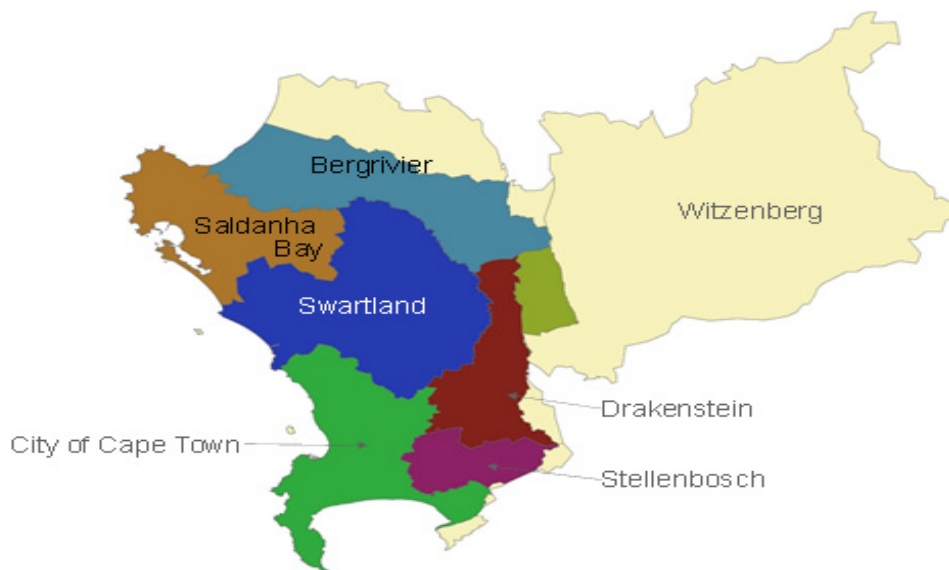 Bergrivier
Saldanha
Bay
Witzenberg
Swartland
Drakenstein
City of Cape Town
Stellenbosch